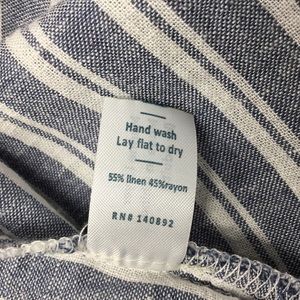 Hand wash
Lay flat to dry
55% linen 45%rayon
RN# 140892